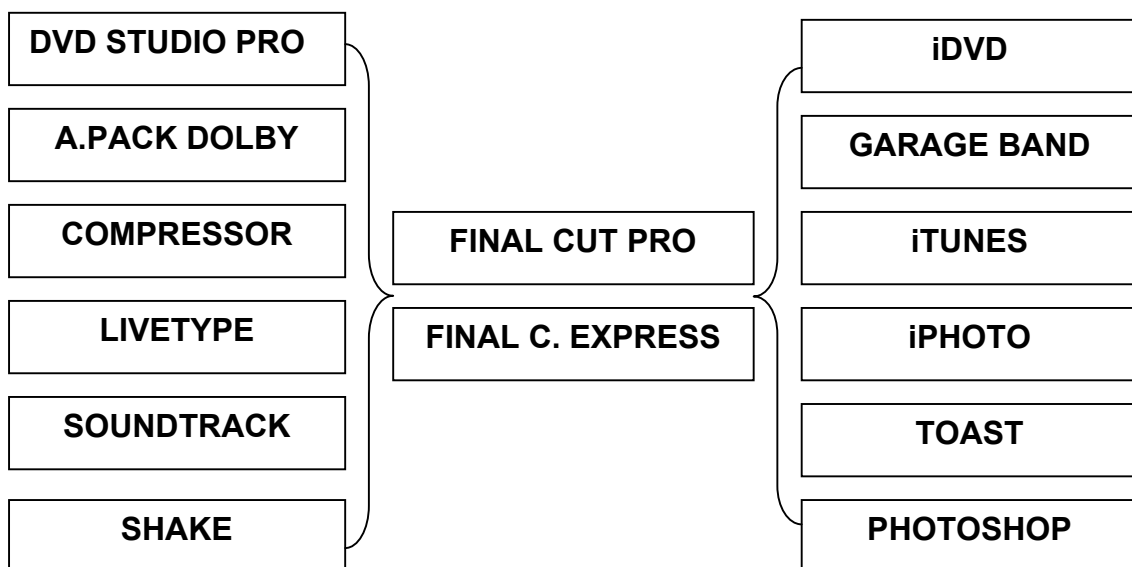 DVD STUDIO PRO
A.PACK DOLBY
COMPRESSOR
LIVETYPE
SOUNDTRACK
SHAKE
FINAL CUT PRO
FINAL C. EXPRESS
iDVD
GARAGE BAND
iTUNES
iPHOTO
TOAST
PHOTOSHOP